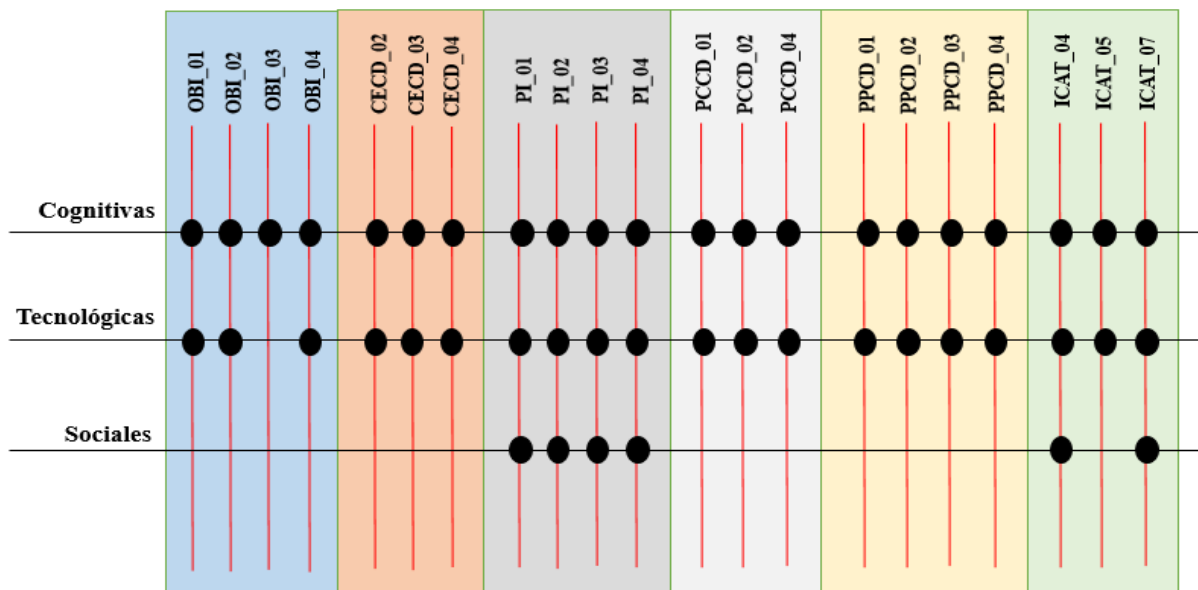 OBI_01
OBI_02
OBI_03
OBI_04
CECD_02
CECD_03
CECD_04
PI_01
PI_02
PI_03
PI_04
PCCD_01
PCCD_02
PCCD_04
PPCD_01
PPCD_02
PPCD_03
PPCD_04
ICAT_04
ICAT_05
ICAT_07
Cognitivas
Tecnológicas
Sociales